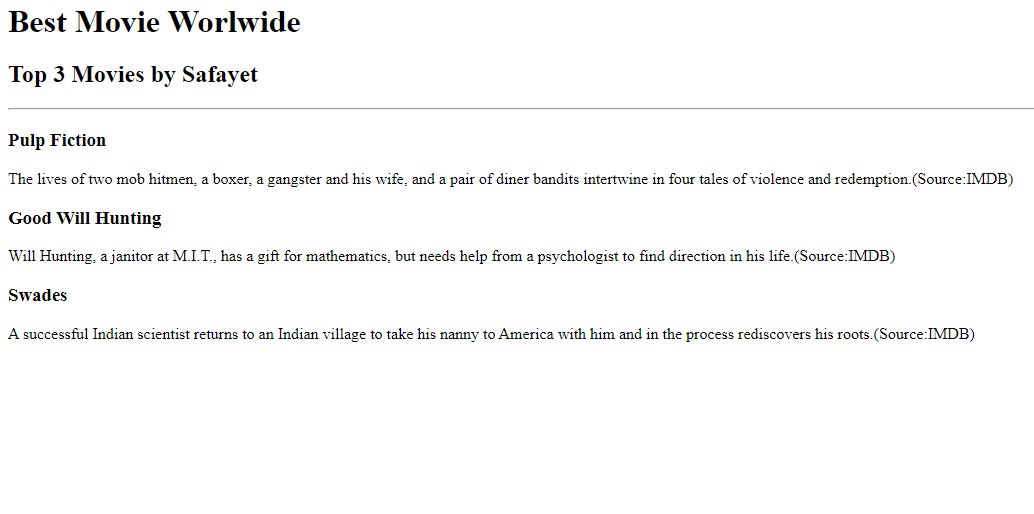 Best Movie Worlwide
Top 3 Movies by Safayet
Pulp Fiction
The lives of two mob hitmen, a boxer, a gangster and his wife, and a pair of diner bandits intertwine in four tales of violence and redemption.(Source:IMDB)
Good Will Hunting
Will Hunting, a janitor at M.I.T., has a gift for mathematics, but needs help from a psychologist to find direction in his life.(Source:IMDB)
Swades
A successful Indian scientist returns to an Indian village to take his nanny to America with him and in the process rediscovers his roots.(Source:IMDB)